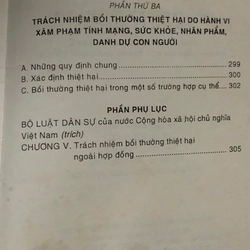 PHẦN THỨ BA
TRÁCH NHIỆM BỒI THƯỜNG THIỆT HẠI DO HÀNH VI
XÂM PHẠM TÍNH MẠNG, SỨC KHỎE, NHÂN PHẨM,
DANH DỰ CON NGƯỜI
A. Những quy định chung 299
B. Xác định thiệt hại 300
C. Bồi thường thiệt hại trong một số trường hợp cụ thể 302
PHẦN PHỤ LỤC
BỘ LUẬT DÂN SỰ của nước Cộng hòa xã hội chủ nghĩa
Việt Nam (trích)
CHƯƠNG V. Trách nhiệm bồi thường thiệt hại
ngoài hợp đồng 305